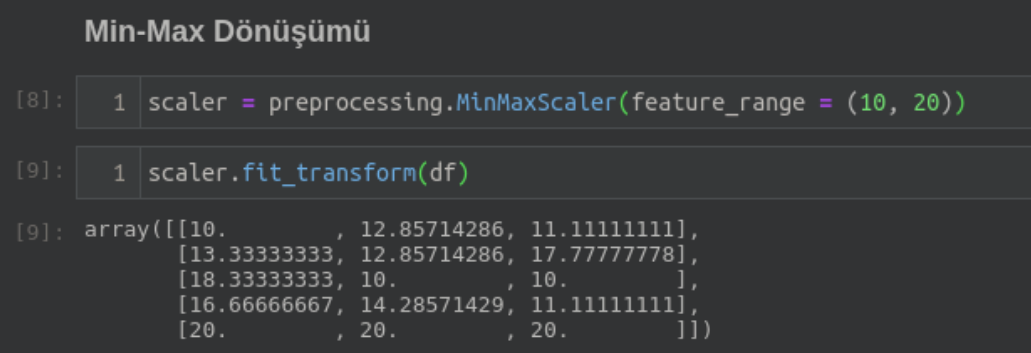 Min-Max Dönüşümü
[8]: 1 scaler = preprocessing.MinMaxScaler(feature_range = (10, 20))
[9]: 1 scaler.fit_transform(df)
[9]: array([[10.        , 12.85714286, 11.11111111],
[13.33333333, 12.85714286, 17.77777778],
[18.33333333, 10.        , 10.        ],
[16.66666667, 14.28571429, 11.11111111],
[20.        , 20.        , 20.        ]])